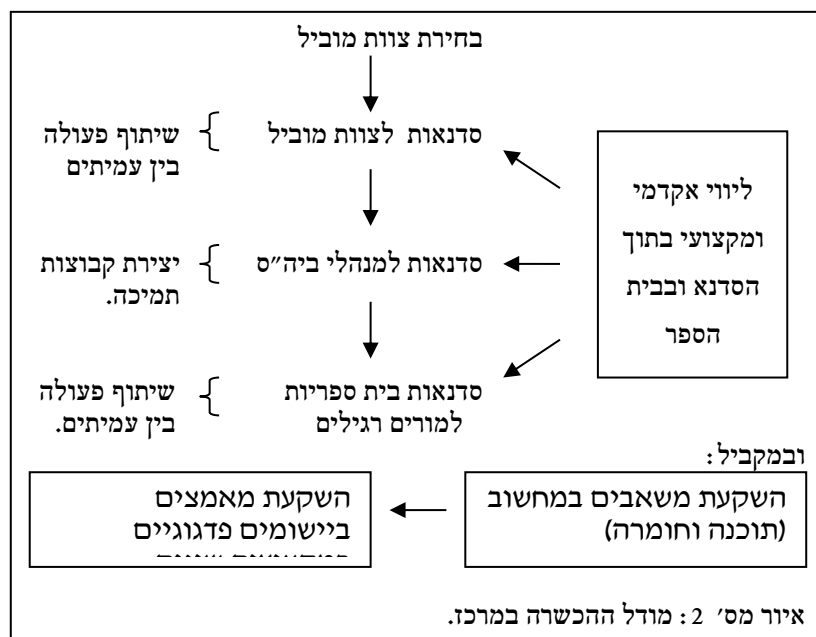 בחירת צוות מוביל
סדנאות לצוות מוביל
שיתוף פעולה
בין עמיתים
ליווי אקדמי
ומקצועי בתוך
הסדנא ובבית
הספר
סדנאות למנהלי ביה״ס
יצירת קבוצות
תמיכה.
סדנאות בית ספריות
למורים רגילים
שיתוף פעולה
בין עמיתים.
ובמקביל:
השקעת משאבים במחשוב
(תוכנה וחומרה)
השקעת מאמצים
ביישומים פדגוגיים
איור מס׳ 2: מודל ההכשרה במרכז.